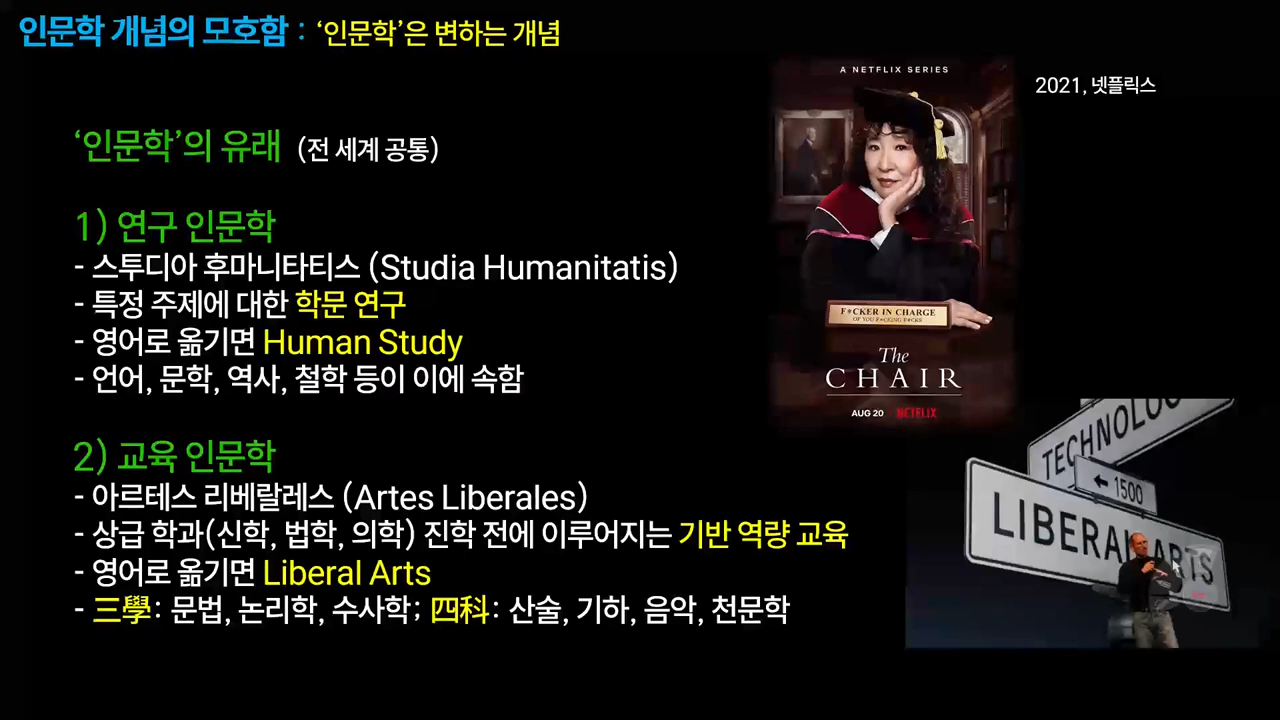 인문학 개념의 모호함 : ‘인문학’은 변하는 개념
‘인문학’의 유래 (전 세계 공통)
1) 연구 인문학
- 스투디아 후마니타티스 (Studia Humanitatis)
- 특정 주제에 대한 학문 연구
- 영어로 옮기면 Human Study
- 언어, 문학, 역사, 철학 등이 이에 속함
2) 교육 인문학
- 아르테스 리베랄레스 (Artes Liberales)
- 상급 학과(신학, 법학, 의학) 진학 전에 이루어지는 기반 역량 교육
- 영어로 옮기면 Liberal Arts
- 三學: 문법, 논리학, 수사학; 四科: 산술, 기하, 음악, 천문학
A NETFLIX SERIES
2021, 넷플릭스
F*CKER IN CHARGE
OF YOU F*CKING F*CKS
The
CHAIR
AUG 20 NETFLIX
TECHNOLO
← 1500
LIBERAL ARTS